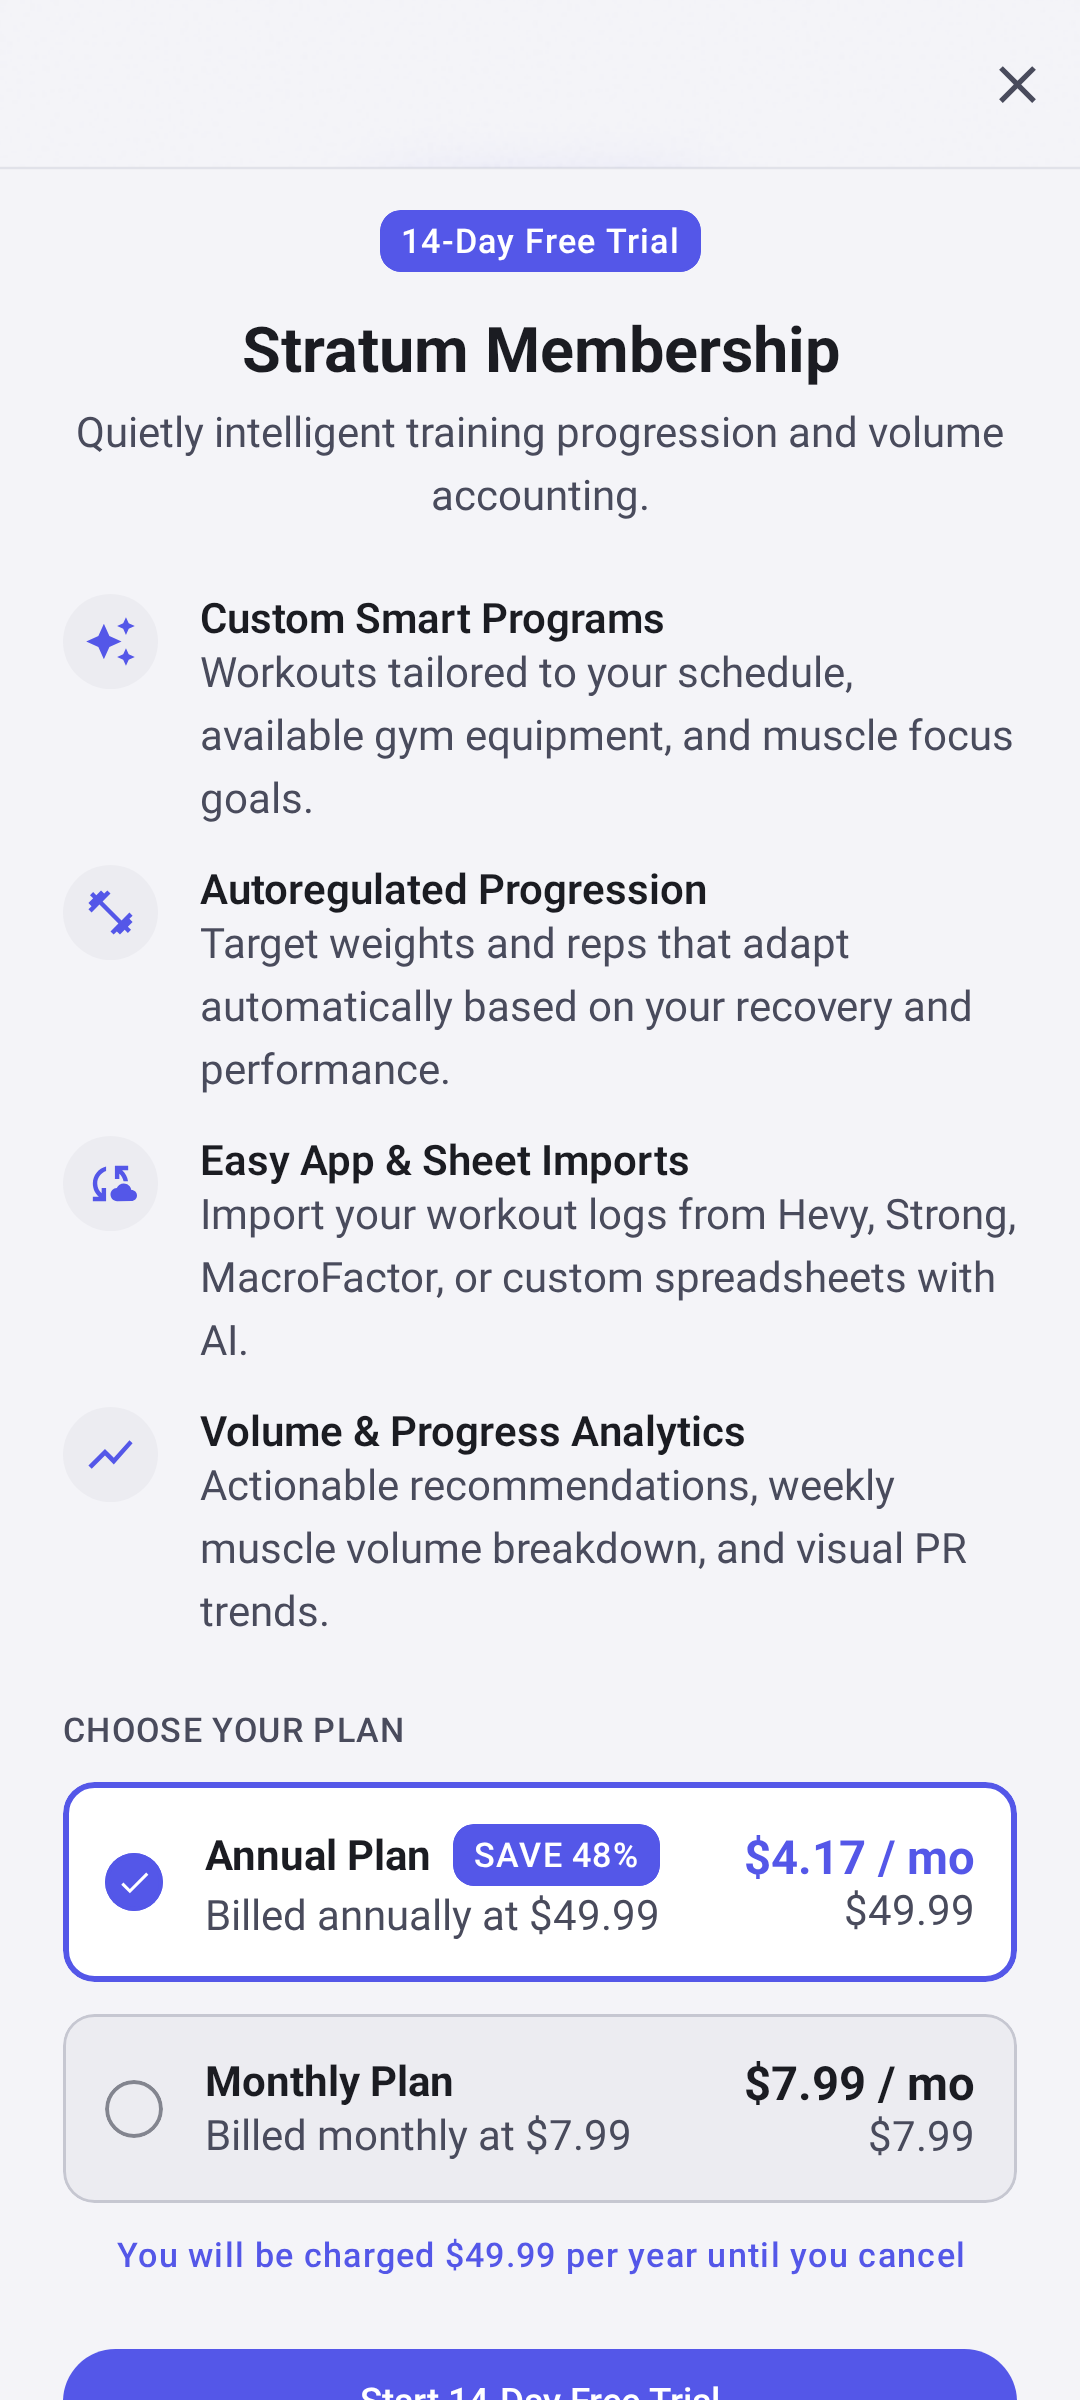 14-Day Free Trial
Stratum Membership
Quietly intelligent training progression and volume
accounting.
Custom Smart Programs
Workouts tailored to your schedule,
available gym equipment, and muscle focus
goals.
Autoregulated Progression
Target weights and reps that adapt
automatically based on your recovery and
performance.
Easy App & Sheet Imports
Import your workout logs from Hevy, Strong,
MacroFactor, or custom spreadsheets with
AI.
Volume & Progress Analytics
Actionable recommendations, weekly
muscle volume breakdown, and visual PR
trends.
CHOOSE YOUR PLAN
Annual Plan SAVE 48% $4.17 / mo
Billed annually at $49.99 $49.99
Monthly Plan $7.99 / mo
Billed monthly at $7.99 $7.99
You will be charged $49.99 per year until you cancel
Start 14-Day Free Trial